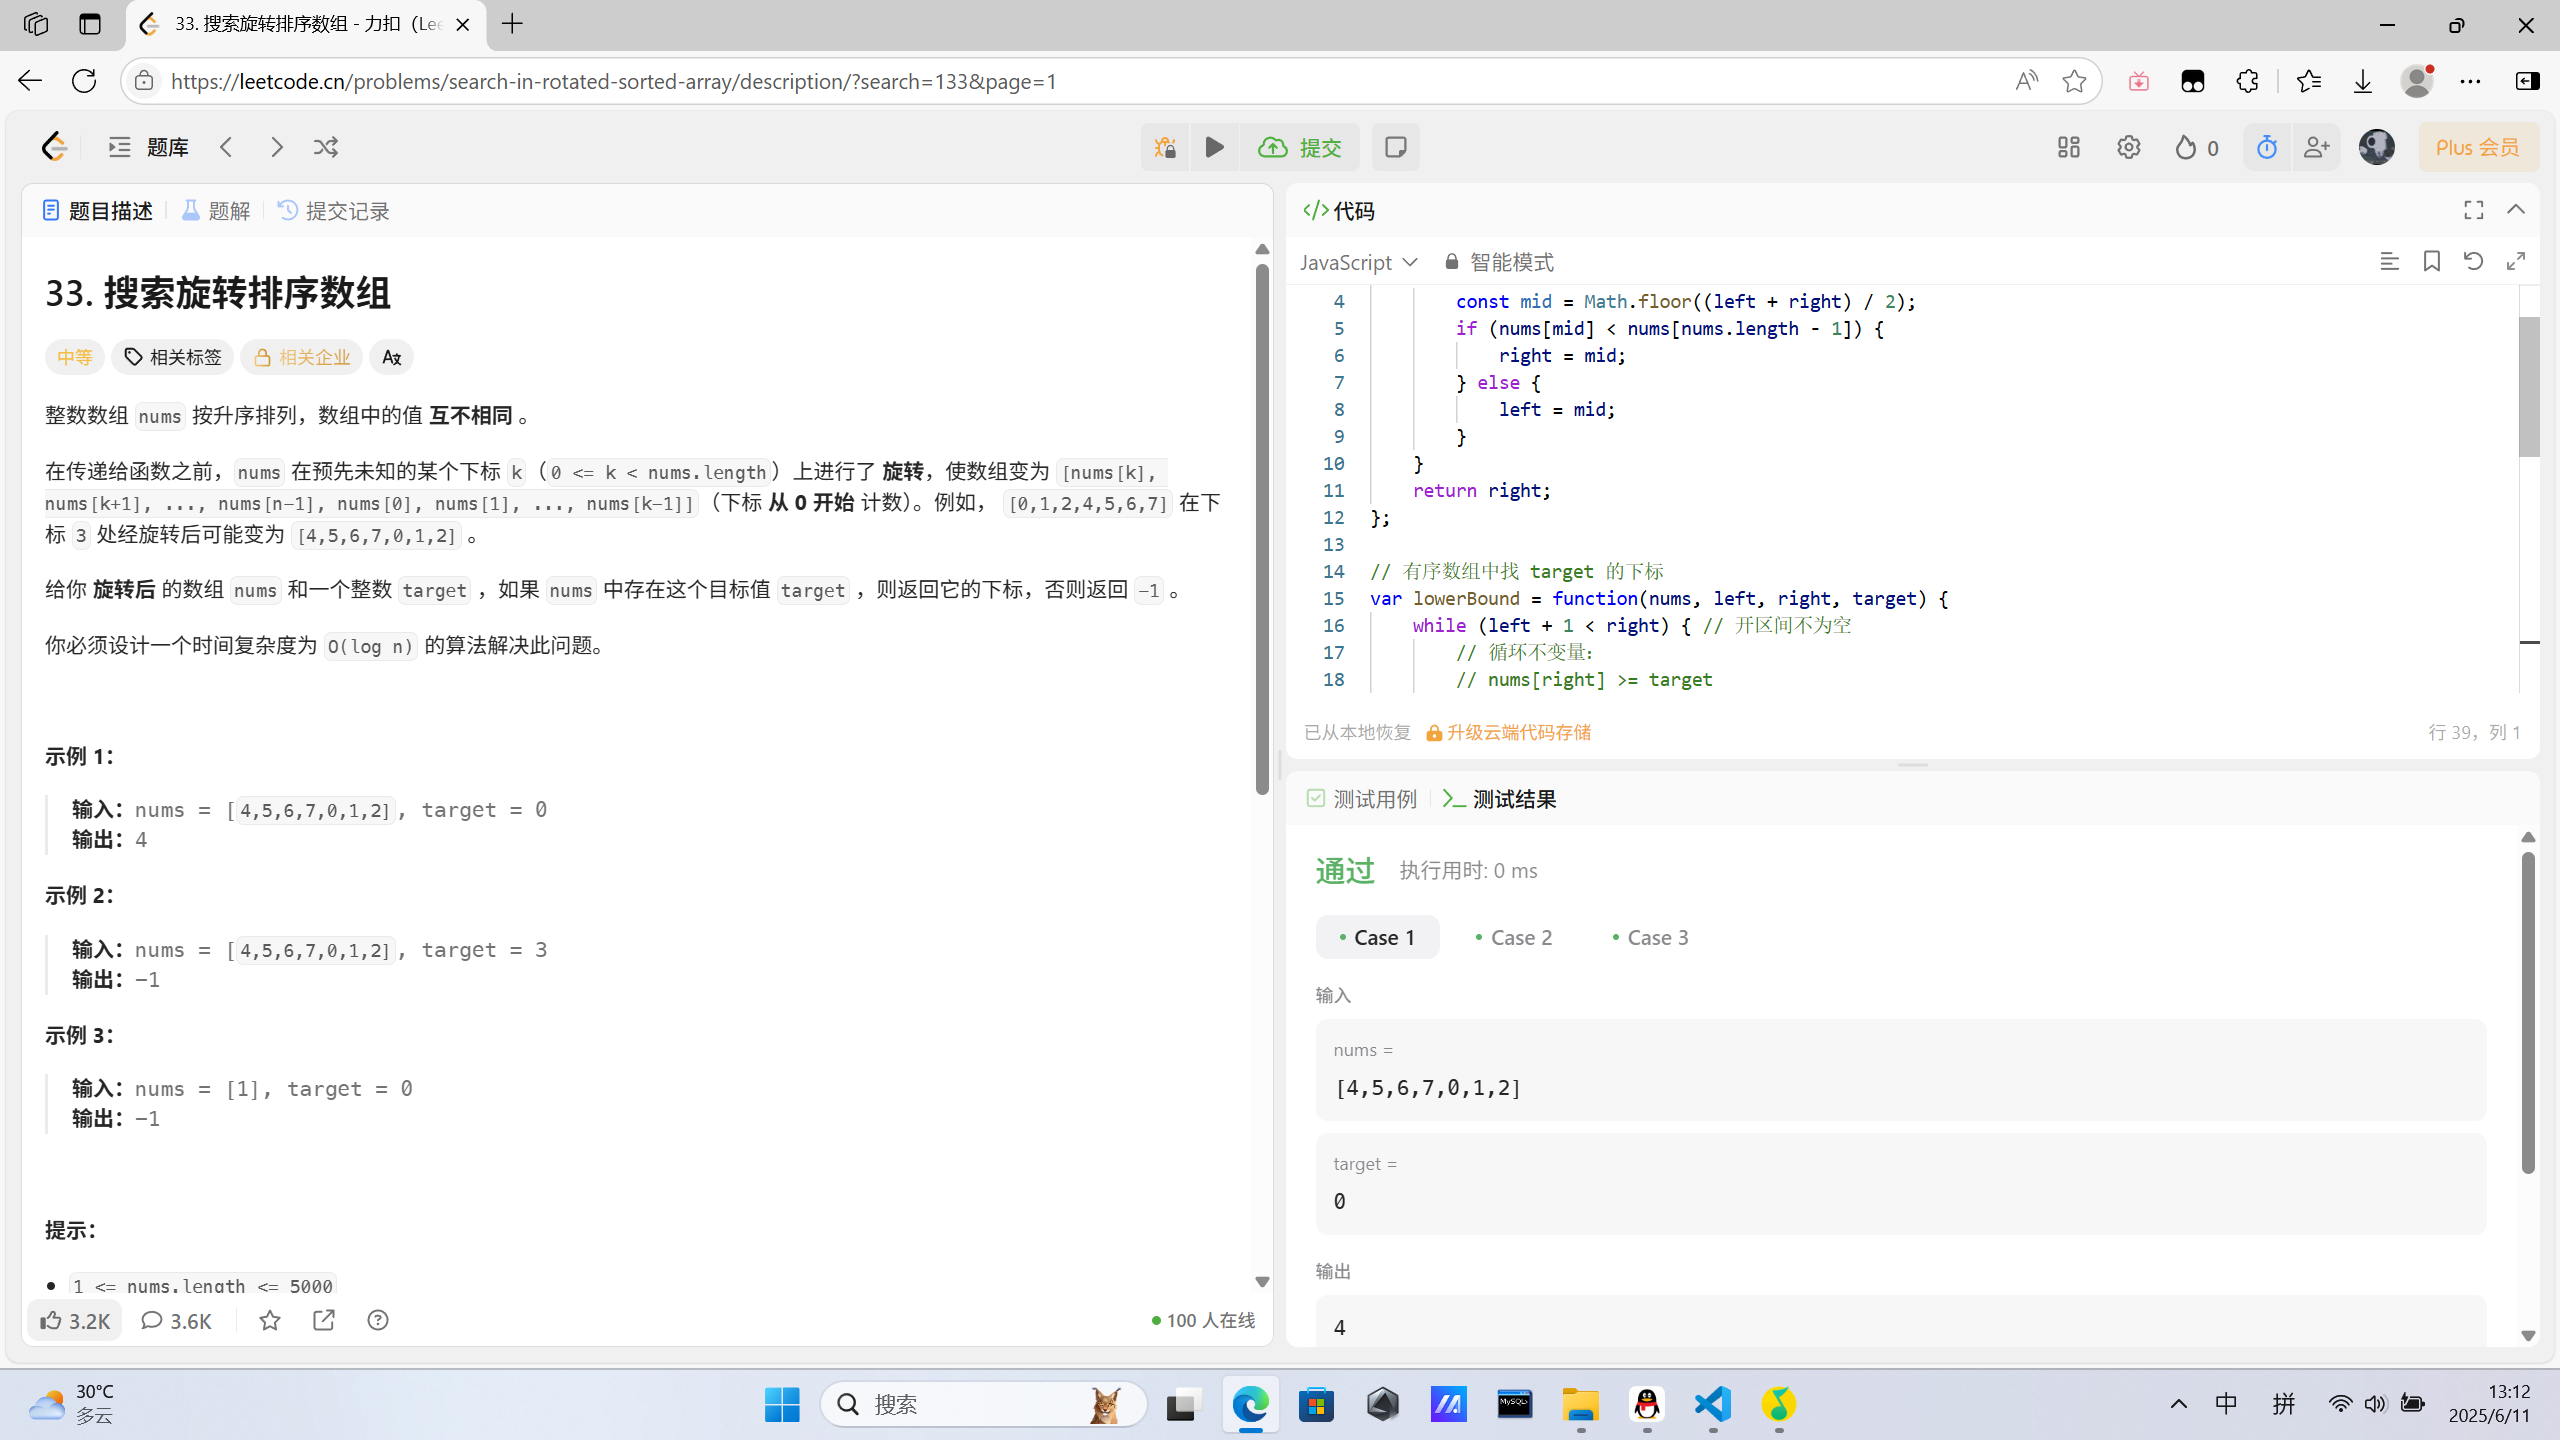 33. 搜索旋转排序数组 - 力扣（Lee
https://leetcode.cn/problems/search-in-rotated-sorted-array/description/?search=133&page=1
题库
提交
0
Plus 会员
题目描述 题解 提交记录
33. 搜索旋转排序数组
中等 相关标签 相关企业
整数数组 nums 按升序排列，数组中的值 互不相同 。
在传递给函数之前，nums 在预先未知的某个下标 k（0 <= k < nums.length）上进行了 旋转，使数组变为 [nums[k],
nums[k+1], ..., nums[n-1], nums[0], nums[1], ..., nums[k-1]]（下标 从 0 开始 计数）。例如， [0,1,2,4,5,6,7] 在下
标 3 处经旋转后可能变为 [4,5,6,7,0,1,2] 。
给你 旋转后 的数组 nums 和一个整数 target ，如果 nums 中存在这个目标值 target ，则返回它的下标，否则返回 -1 。
你必须设计一个时间复杂度为 O(log n) 的算法解决此问题。
示例 1：
输入：nums = [4,5,6,7,0,1,2], target = 0
输出：4
示例 2：
输入：nums = [4,5,6,7,0,1,2], target = 3
输出：-1
示例 3：
输入：nums = [1], target = 0
输出：-1
提示：
1 <= nums.length <= 5000
3.2K 3.6K
100 人在线
代码
JavaScript 智能模式
4 const mid = Math.floor((left + right) / 2);
5 if (nums[mid] < nums[nums.length - 1]) {
6 right = mid;
7 } else {
8 left = mid;
9 }
10 }
11 return right;
12 };
13
14 // 有序数组中找 target 的下标
15 var lowerBound = function(nums, left, right, target) {
16 while (left + 1 < right) { // 开区间不为空
17 // 循环不变量：
18 // nums[right] >= target
已从本地恢复 升级云端代码存储 行 39，列 1
测试用例 测试结果
通过 执行用时: 0 ms
Case 1 Case 2 Case 3
输入
nums =
[4,5,6,7,0,1,2]
target =
0
输出
4
30°C
多云
搜索
MySQL
中 拼
13:12
2025/6/11